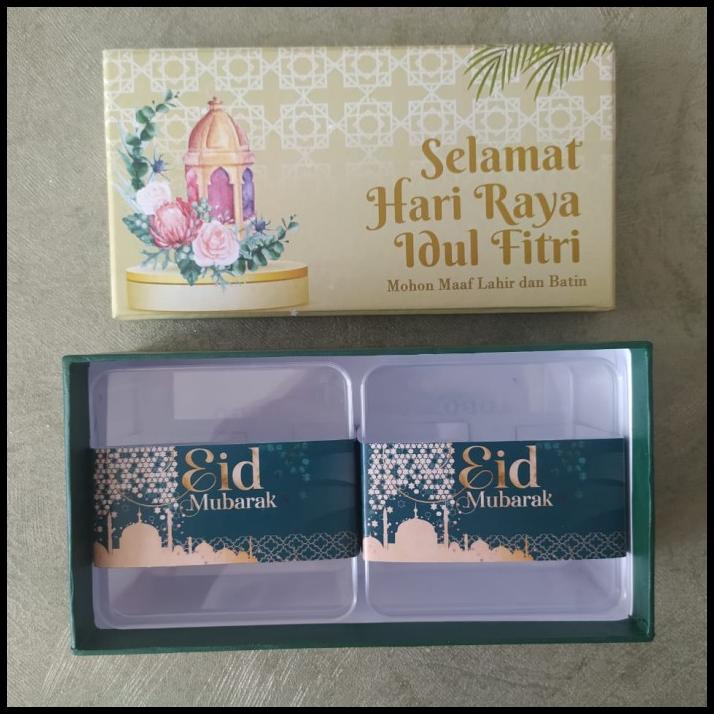 Selamat
Hari Raya
Idul Fitri
Mohon Maaf Lahir dan Batin
Eid
Mubarak
Eid
Mubarak